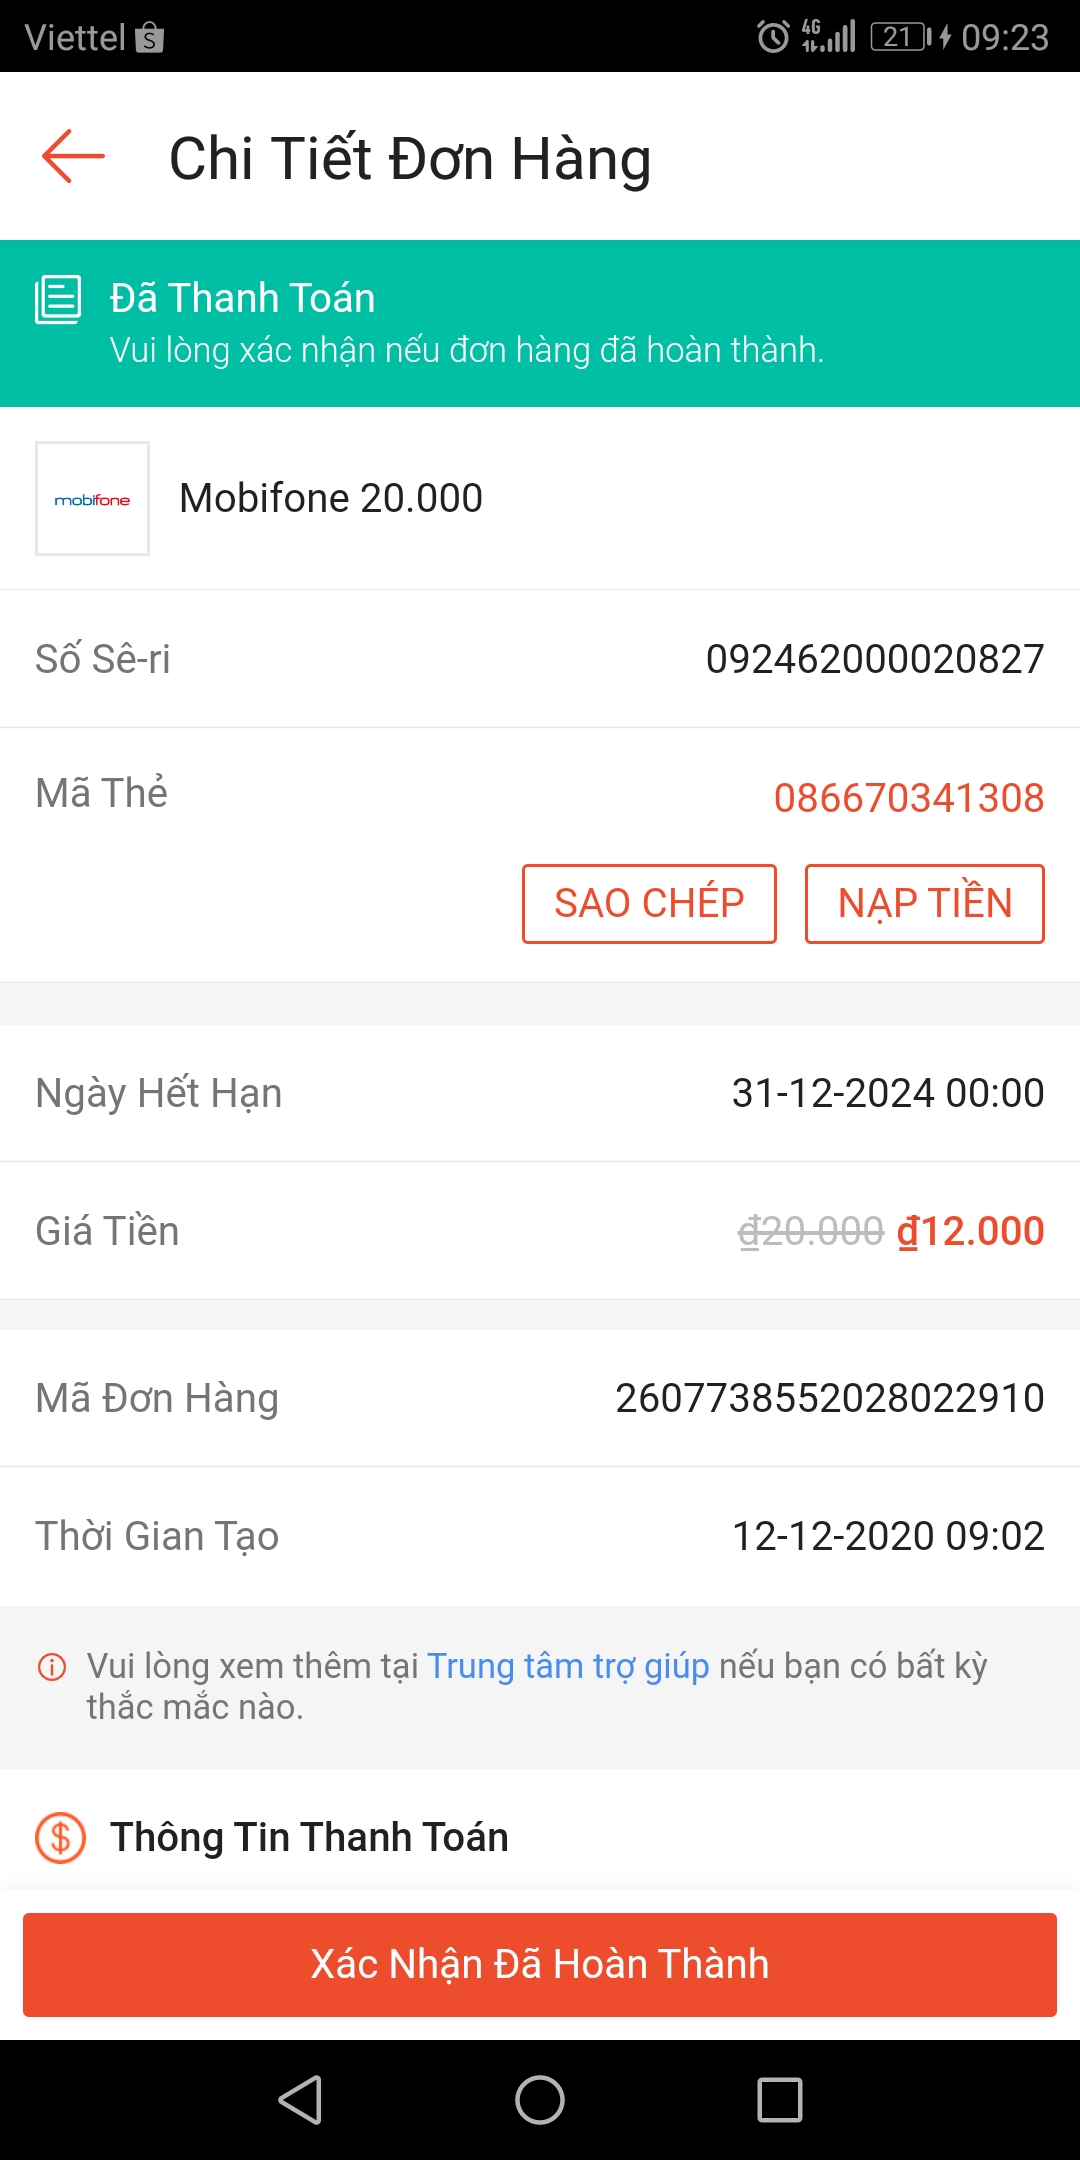 Viettel
4G 21 09:23
Chi Tiết Đơn Hàng
Đã Thanh Toán
Vui lòng xác nhận nếu đơn hàng đã hoàn thành.
mobifone
Mobifone 20.000
Số Sê-ri 092462000020827
Mã Thẻ 086670341308
SAO CHÉP NẠP TIỀN
Ngày Hết Hạn 31-12-2024 00:00
Giá Tiền ₫20.000 ₫12.000
Mã Đơn Hàng 2607738552028022910
Thời Gian Tạo 12-12-2020 09:02
Vui lòng xem thêm tại Trung tâm trợ giúp nếu bạn có bất kỳ
thắc mắc nào.
Thông Tin Thanh Toán
Xác Nhận Đã Hoàn Thành